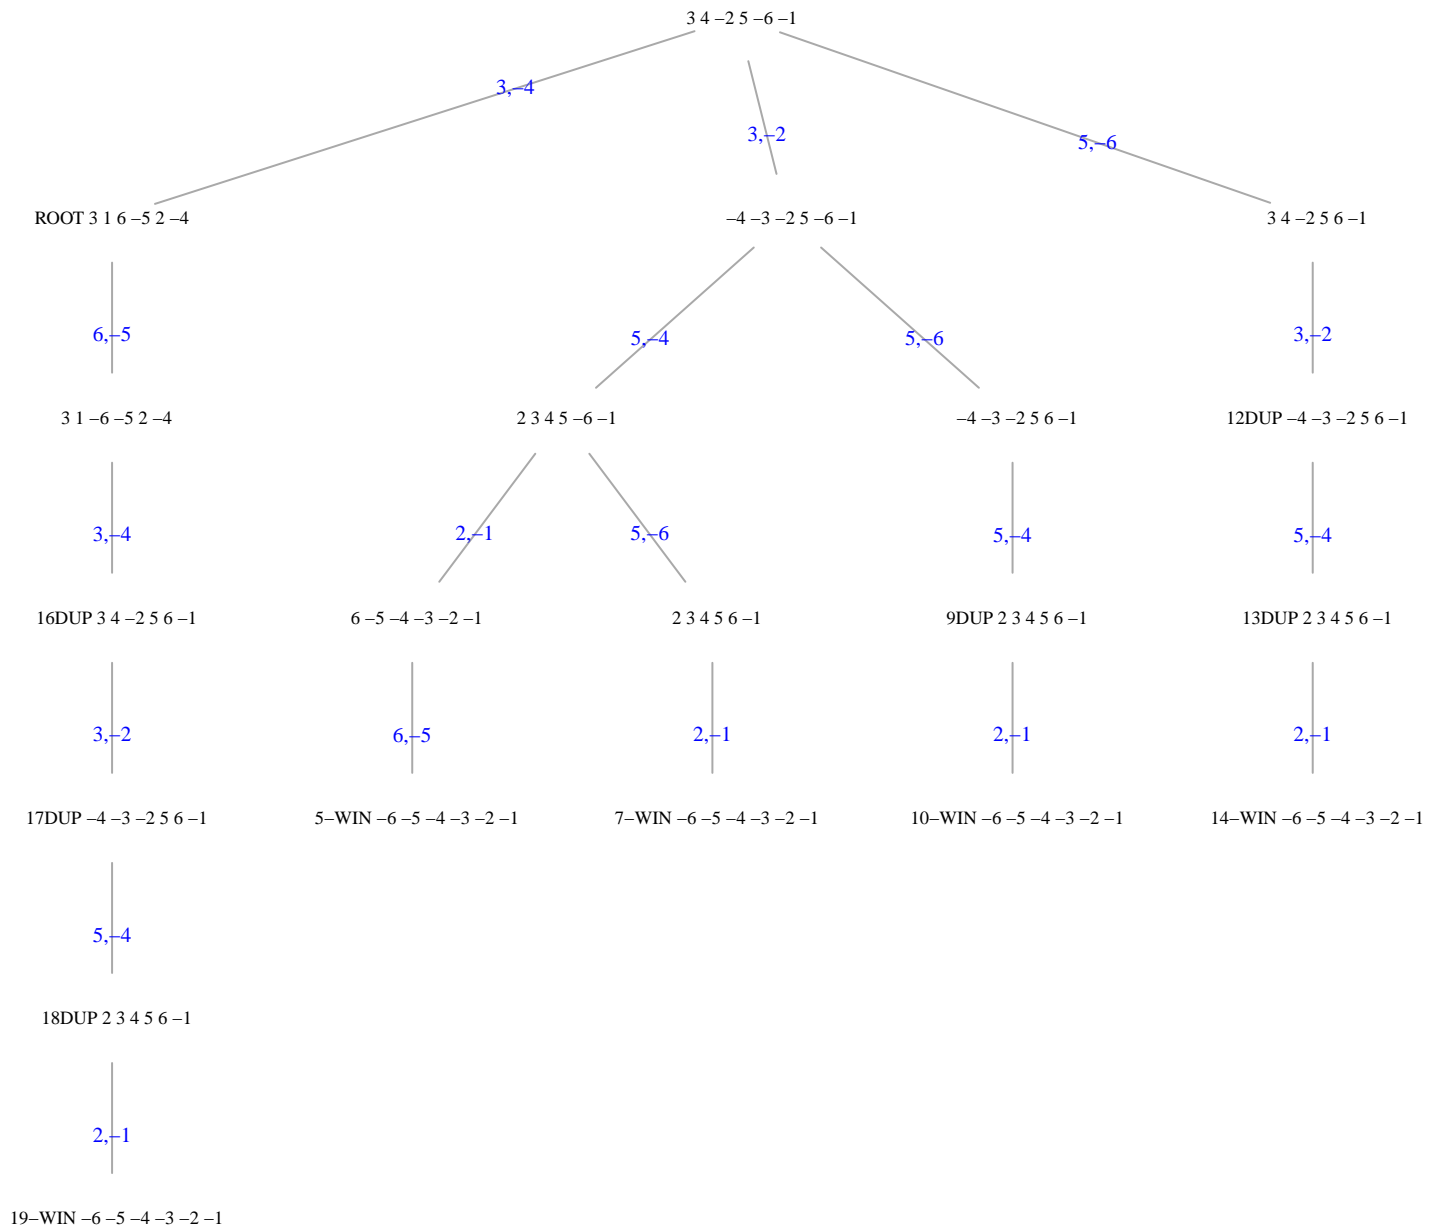 3 4 –2 5 –6 –1
3,–4
3,–2
5,–6
ROOT 3 1 6 –5 2 –4
–4 –3 –2 5 –6 –1
3 4 –2 5 6 –1
6,–5
5,–4
5,–6
3,–2
3 1 –6 –5 2 –4
2 3 4 5 –6 –1
–4 –3 –2 5 6 –1
12DUP –4 –3 –2 5 6 –1
3,–4
2,–1
5,–6
5,–4
5,–4
16DUP 3 4 –2 5 6 –1
6 –5 –4 –3 –2 –1
2 3 4 5 6 –1
9DUP 2 3 4 5 6 –1
13DUP 2 3 4 5 6 –1
3,–2
6,–5
2,–1
2,–1
2,–1
17DUP –4 –3 –2 5 6 –1
5–WIN –6 –5 –4 –3 –2 –1
7–WIN –6 –5 –4 –3 –2 –1
10–WIN –6 –5 –4 –3 –2 –1
14–WIN –6 –5 –4 –3 –2 –1
5,–4
18DUP 2 3 4 5 6 –1
2,–1
19–WIN –6 –5 –4 –3 –2 –1